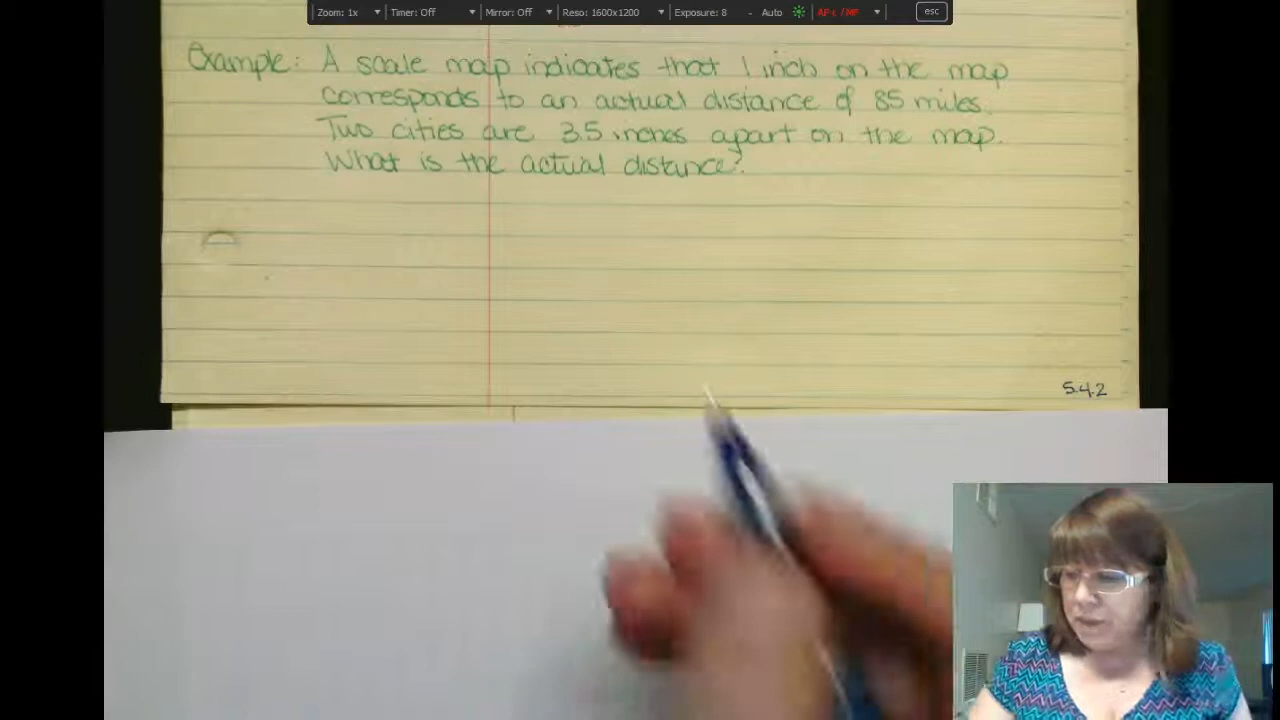 Zoom: 1x Timer: Off Mirror: Off Reso: 1600x1200 Exposure: 8 - Auto AF-c / MF esc
Example: A scale map indicates that 1 inch on the map
corresponds to an actual distance of 85 miles.
Two cities are 3.5 inches apart on the map.
What is the actual distance?
5.4.2